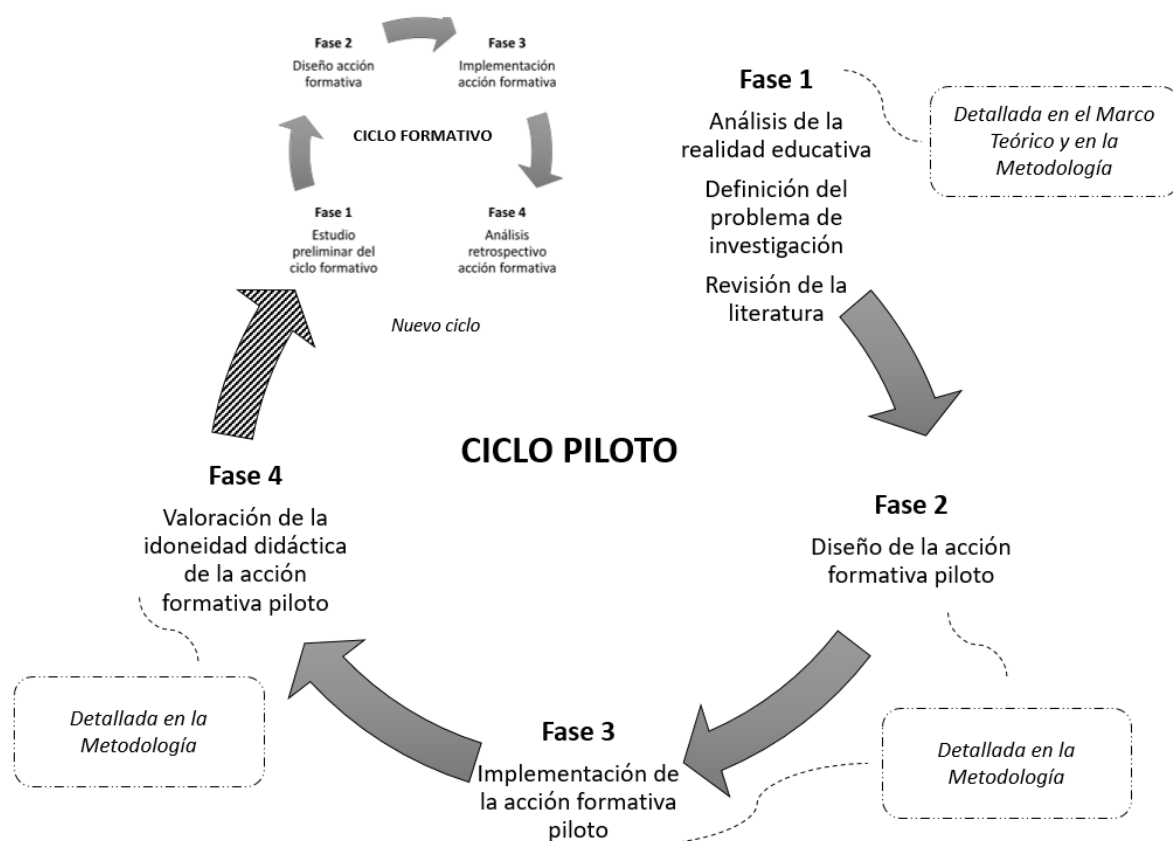 Fase 2
Diseño acción
formativa
Fase 3
Implementación
acción formativa
CICLO FORMATIVO
Fase 1
Estudio
preliminar del
ciclo formativo
Fase 4
Análisis
retrospectivo
acción formativa
Nuevo ciclo
Fase 1
Análisis de la
realidad educativa
Definición del
problema de
investigación
Revisión de la
literatura
Detallada en el Marco
Teórico y en la
Metodología
CICLO PILOTO
Fase 2
Diseño de la acción
formativa piloto
Detallada en la
Metodología
Fase 3
Implementación de
la acción formativa
piloto
Fase 4
Valoración de la
idoneidad didáctica
de la acción
formativa piloto
Detallada en la
Metodología